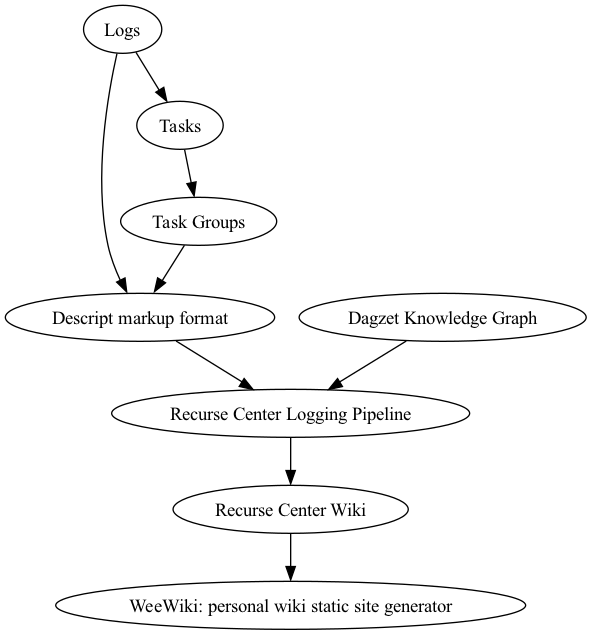 Logs
Tasks
Task Groups
Descript markup format
Dagzet Knowledge Graph
Recurse Center Logging Pipeline
Recurse Center Wiki
WeeWiki: personal wiki static site generator